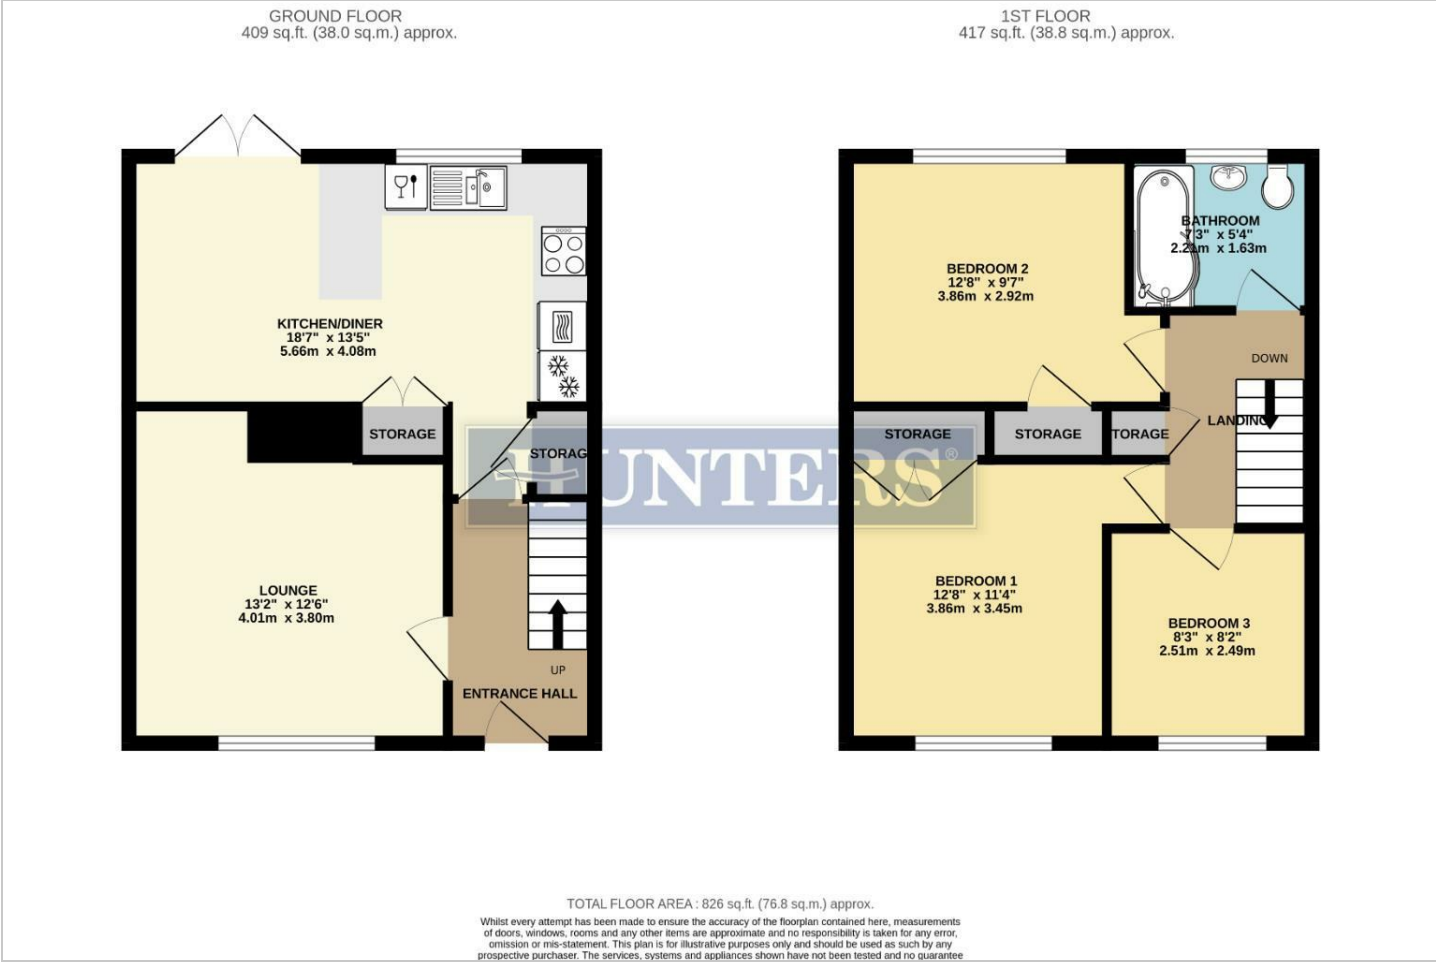 GROUND FLOOR
409 sq.ft. (38.0 sq.m.) approx.
1ST FLOOR
417 sq.ft. (38.8 sq.m.) approx.
KITCHEN/DINER
18'7" x 13'5"
5.66m x 4.08m
STORAGE
STORAG
LOUNGE
13'2" x 12'6"
4.01m x 3.80m
UP
ENTRANCE HALL
HUNTERS®
BATHROOM
7'3" x 5'4"
2.21m x 1.63m
BEDROOM 2
12'8" x 9'7"
3.86m x 2.92m
DOWN
LANDING
STORAGE
STORAGE
TORAGE
BEDROOM 1
12'8" x 11'4"
3.86m x 3.45m
BEDROOM 3
8'3" x 8'2"
2.51m x 2.49m
TOTAL FLOOR AREA : 826 sq.ft. (76.8 sq.m.) approx.
Whilst every attempt has been made to ensure the accuracy of the floorplan contained here, measurements
of doors, windows, rooms and any other items are approximate and no responsibility is taken for any error,
omission or mis-statement. This plan is for illustrative purposes only and should be used as such by any
prospective purchaser. The services, systems and appliances shown have not been tested and no guarantee